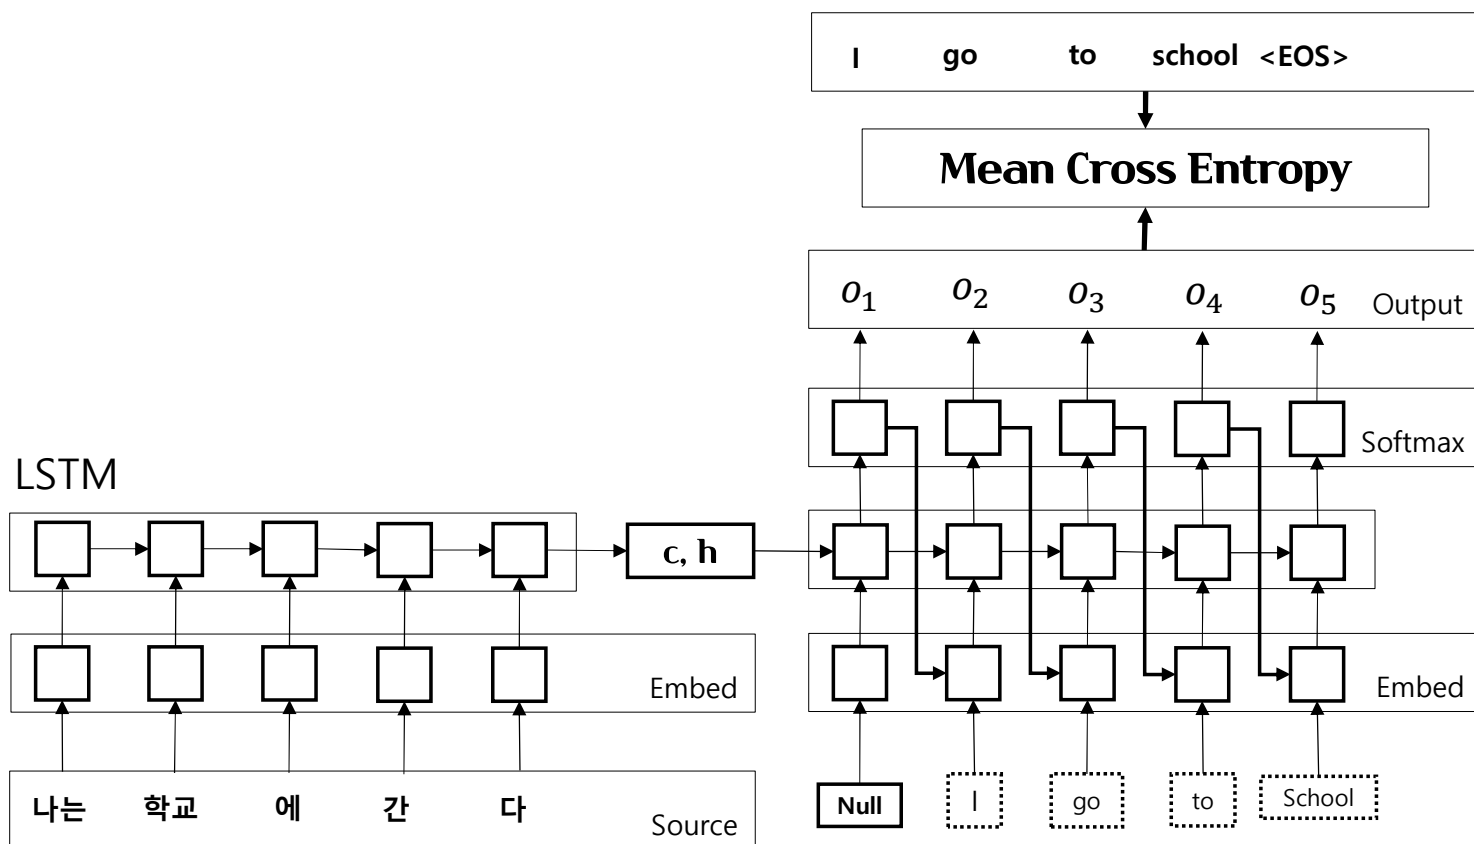 I go to school <EOS>
Mean Cross Entropy
o₁ o₂ o₃ o₄ o₅ Output
Softmax
LSTM
c, h
Embed
Embed
나는 학교 에 간 다 Source
Null I go to School